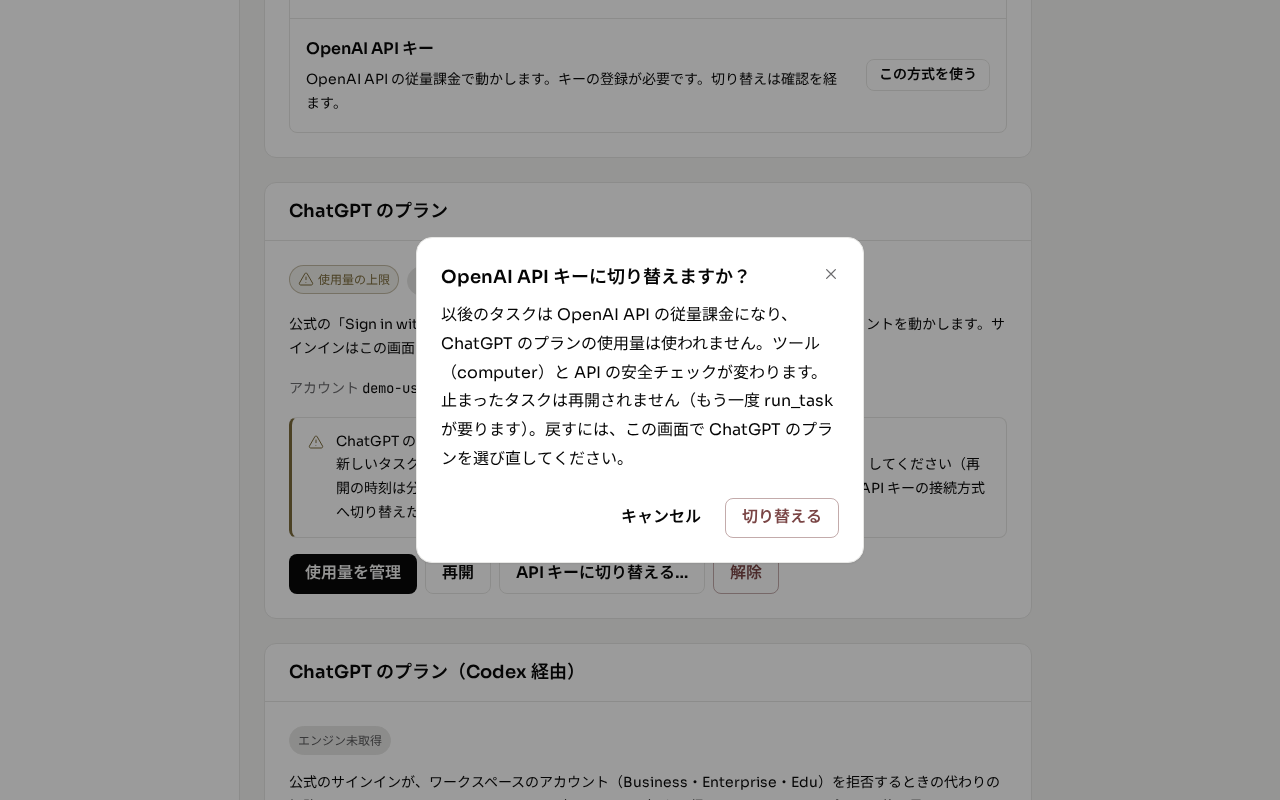 OpenAI API キー
OpenAI API の従量課金で動かします。キーの登録が必要です。切り替えは確認を経
ます。
この方式を使う
ChatGPT のプラン
使用量の上限
公式の「Sign in wit
ントを動かします。サ
インインはこの画面
アカウント demo-us
ChatGPT の
新しいタスク
してください（再
開の時刻は分
API キーの接続方式
へ切り替えた
OpenAI API キーに切り替えますか？
以後のタスクは OpenAI API の従量課金になり、
ChatGPT のプランの使用量は使われません。ツール
（computer）と API の安全チェックが変わります。
止まったタスクは再開されません（もう一度 run_task
が要ります）。戻すには、この画面で ChatGPT のプラ
ンを選び直してください。
キャンセル
切り替える
使用量を管理
再開
API キーに切り替える...
解除
ChatGPT のプラン（Codex 経由）
エンジン未取得
公式のサインインが、ワークスペースのアカウント（Business・Enterprise・Edu）を拒否するときの代わりの